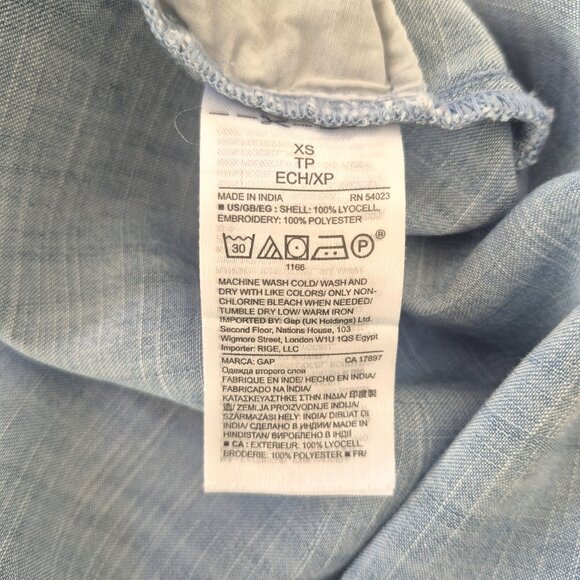 XS
TP
ECH/XP
MADE IN INDIA RN 54023
■ US/GB/EG : SHELL: 100% LYOCELL,
EMBROIDERY: 100% POLYESTER
30 P ®
1166
MACHINE WASH COLD/ WASH AND
DRY WITH LIKE COLORS/ ONLY NON-
CHLORINE BLEACH WHEN NEEDED/
TUMBLE DRY LOW/ WARM IRON
IMPORTED BY: Gap (UK Holdings) Ltd.
Second Floor, Nations House, 103
Wigmore Street, London W1U 1QS Egypt
Importer: RIGE, LLC
MARCA: GAP CA 17897
Одежда второго слоя
FABRIQUE EN INDE/ HECHO EN INDIA/
FABRICADO NA ÍNDIA/
ΚΑΤΑΣΚΕΥΑΣΤΗΚΕ ΣΤΗΝ ΙΝΔΙΑ/ 印度製
造/ ZEMLJA PROIZVODNJE INDIJA/
SZÁRMAZÁSI HELY: INDIA/ DIBUAT DI
INDIA/ СДЕЛАНО В ИНДИИ/ MADE IN
HINDISTAN/ ВИРОБЛЕНО В ІНДІЇ
■ CA : EXTÉRIEUR: 100% LYOCELL,
BRODERIE: 100% POLYESTER ■ FR/